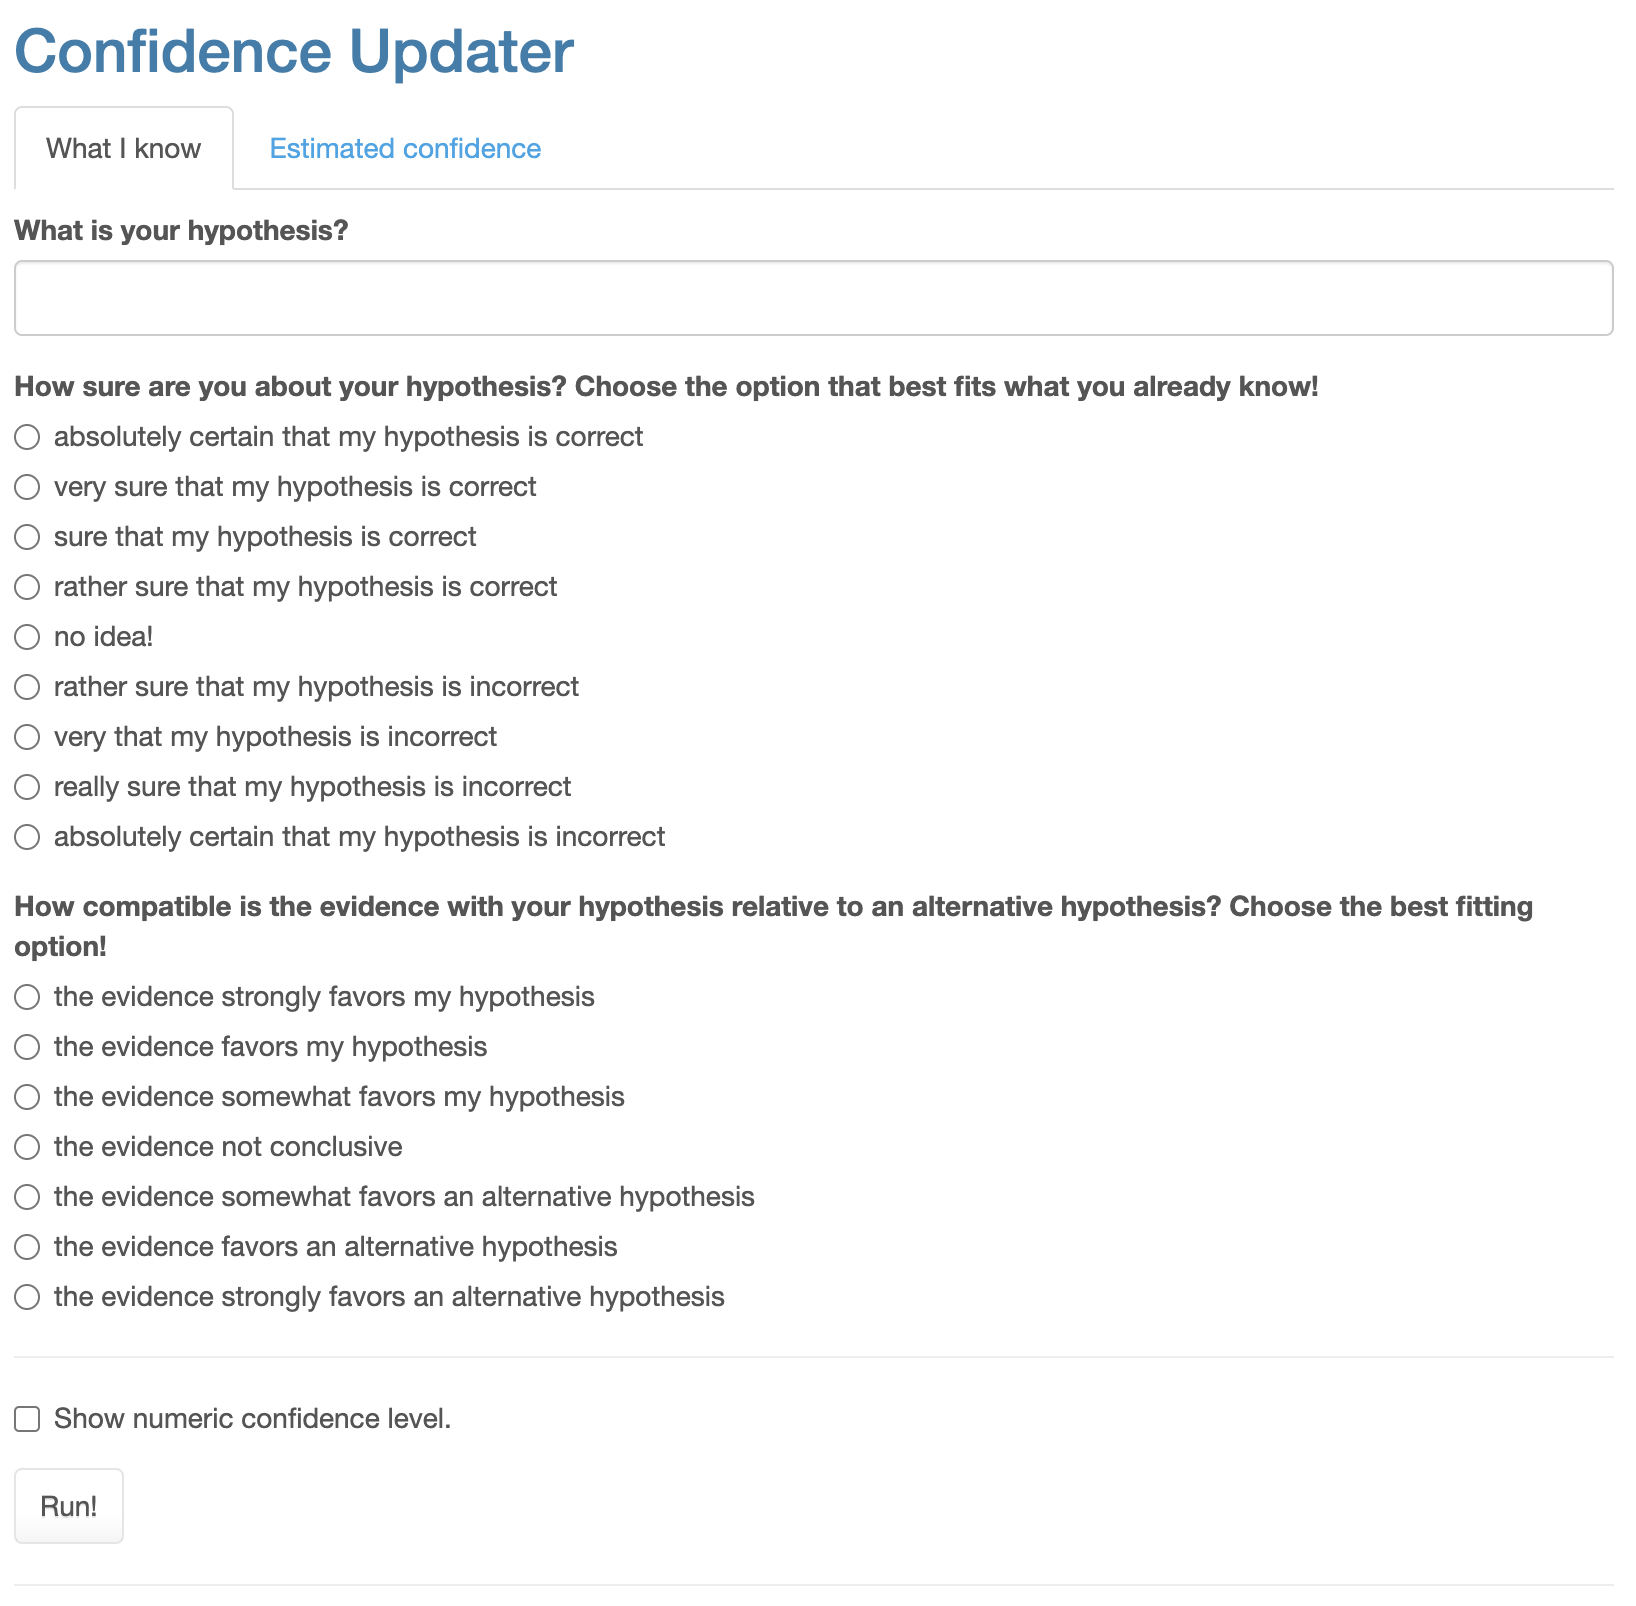 Confidence Updater
What I know
Estimated confidence
What is your hypothesis?
How sure are you about your hypothesis? Choose the option that best fits what you already know!
absolutely certain that my hypothesis is correct
very sure that my hypothesis is correct
sure that my hypothesis is correct
rather sure that my hypothesis is correct
no idea!
rather sure that my hypothesis is incorrect
very that my hypothesis is incorrect
really sure that my hypothesis is incorrect
absolutely certain that my hypothesis is incorrect
How compatible is the evidence with your hypothesis relative to an alternative hypothesis? Choose the best fitting
option!
the evidence strongly favors my hypothesis
the evidence favors my hypothesis
the evidence somewhat favors my hypothesis
the evidence not conclusive
the evidence somewhat favors an alternative hypothesis
the evidence favors an alternative hypothesis
the evidence strongly favors an alternative hypothesis
Show numeric confidence level.
Run!